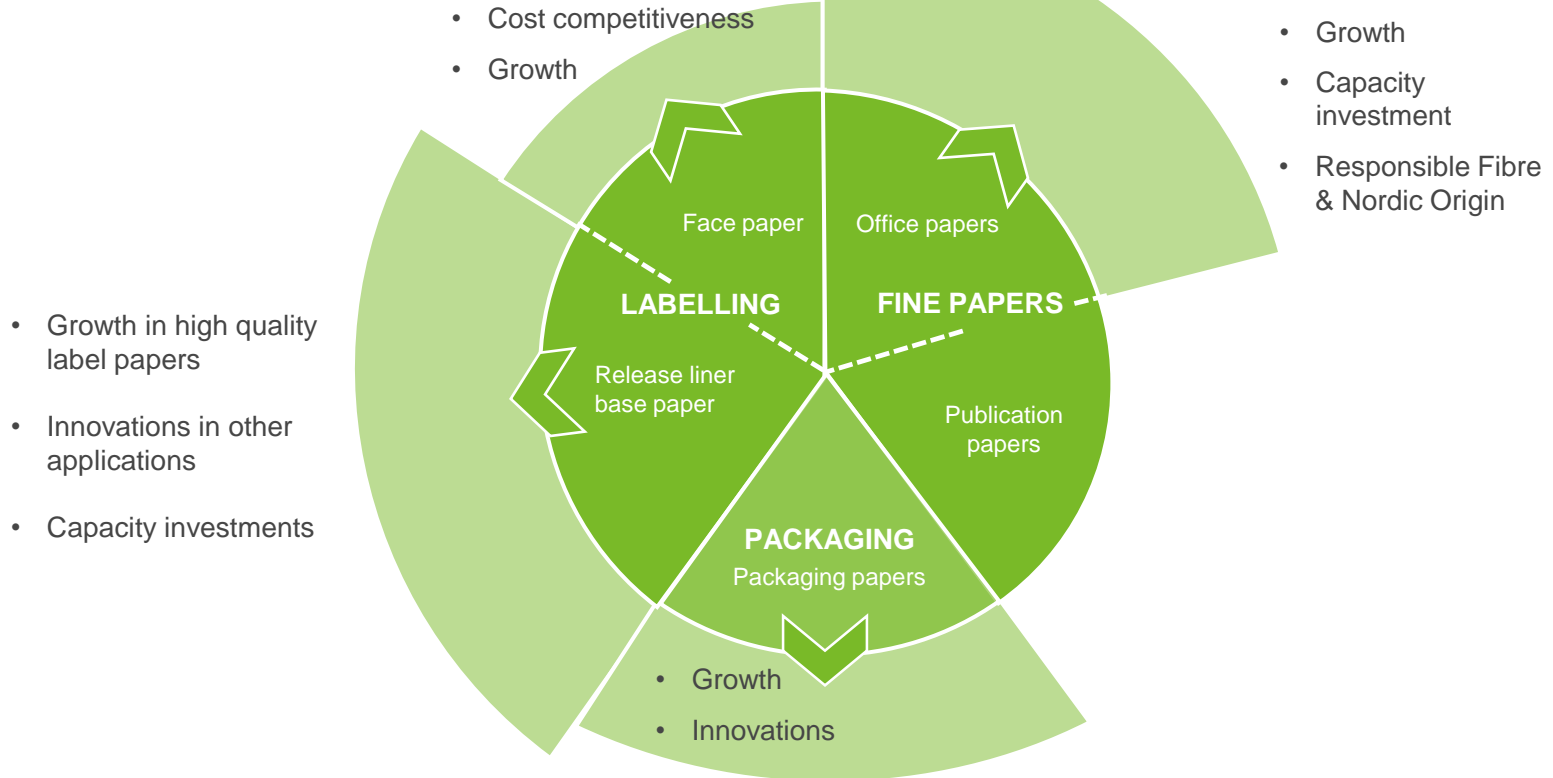 • Cost competitiveness
• Growth
• Growth
• Capacity
investment
• Responsible Fibre
& Nordic Origin
Face paper
Office papers
LABELLING
FINE PAPERS
• Growth in high quality
label papers
• Innovations in other
applications
• Capacity investments
Release liner
base paper
Publication
papers
PACKAGING
Packaging papers
• Growth
• Innovations